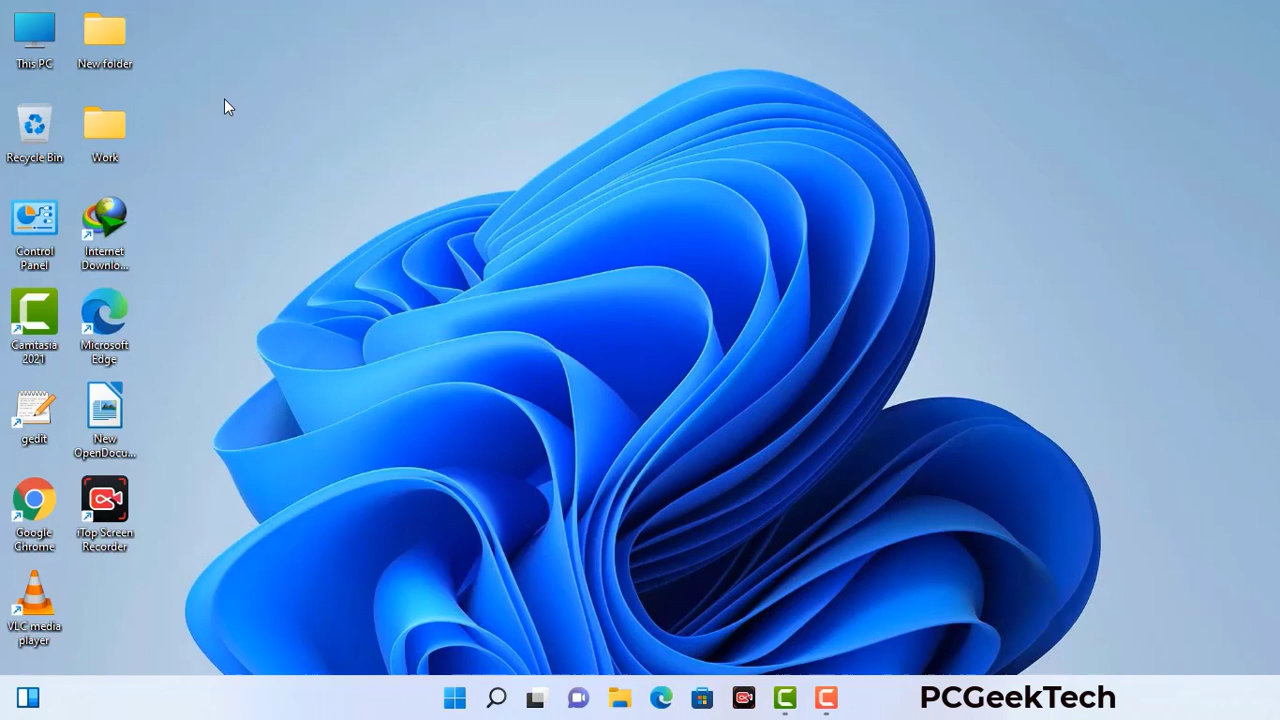 This PC
New folder
Recycle Bin
Work
Control
Panel
Internet
Downlo...
Camtasia
2021
Microsoft
Edge
gedit
New
OpenDocu...
Google
Chrome
iTop Screen
Recorder
VLC media
player
PCGeekTech